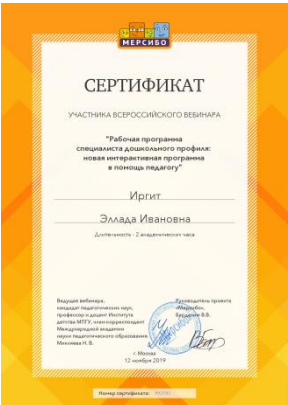 МЕРСИБО
СЕРТИФИКАТ
УЧАСТНИКА ВСЕРОССИЙСКОГО ВЕБИНАРА
"Рабочая программа
специалиста дошкольного профиля:
новая интерактивная программа
в помощь педагогу"
Иргит
Эллада Ивановна
Длительность - 2 академических часа
Ведущая вебинара,
кандидат педагогических наук,
профессор и доцент Института
детства МПГУ, член-корреспондент
Международной академии
наук педагогического образования
Микляева Н. В.
Руководитель проекта
«Мерсибо»,
В.В.
г. Москва
12 ноября 2019
Номер сертификата: